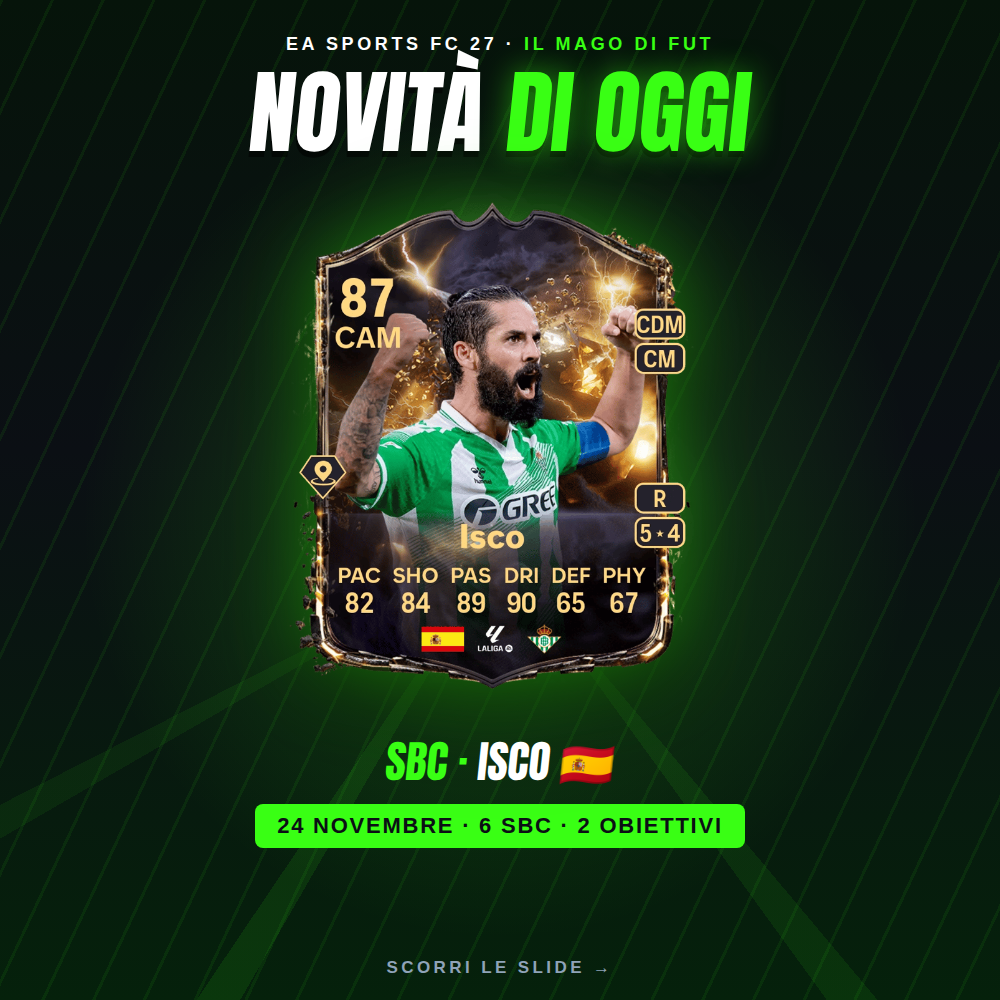 EA SPORTS FC 27 · IL MAGO DI FUT
NOVITÀ DI OGGI
87
CAM
CDM
CM
GREE
hummel
R
5★4
Isco
PAC SHO PAS DRI DEF PHY
82 84 89 90 65 67
LALIGA
SBC · ISCO 🇪🇸
24 NOVEMBRE · 6 SBC · 2 OBIETTIVI
SCORRI LE SLIDE →